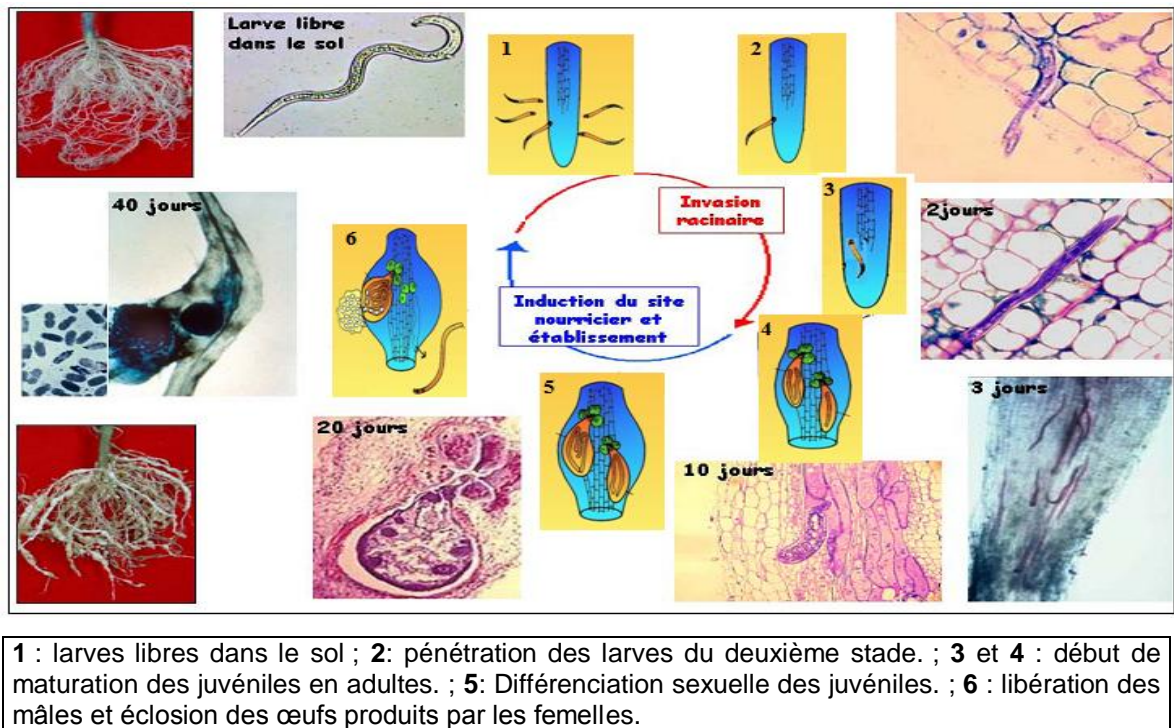 Larve libre
dans le sol
1
2
3
2jours
Invasion
racinaire
40 jours
6
Induction du site
nourricier et
établissement
4
5
3 jours
20 jours
10 jours
1 : larves libres dans le sol ; 2: pénétration des larves du deuxième stade. ; 3 et 4 : début de
maturation des juvéniles en adultes. ; 5: Différenciation sexuelle des juvéniles. ; 6 : libération des
mâles et éclosion des œufs produits par les femelles.